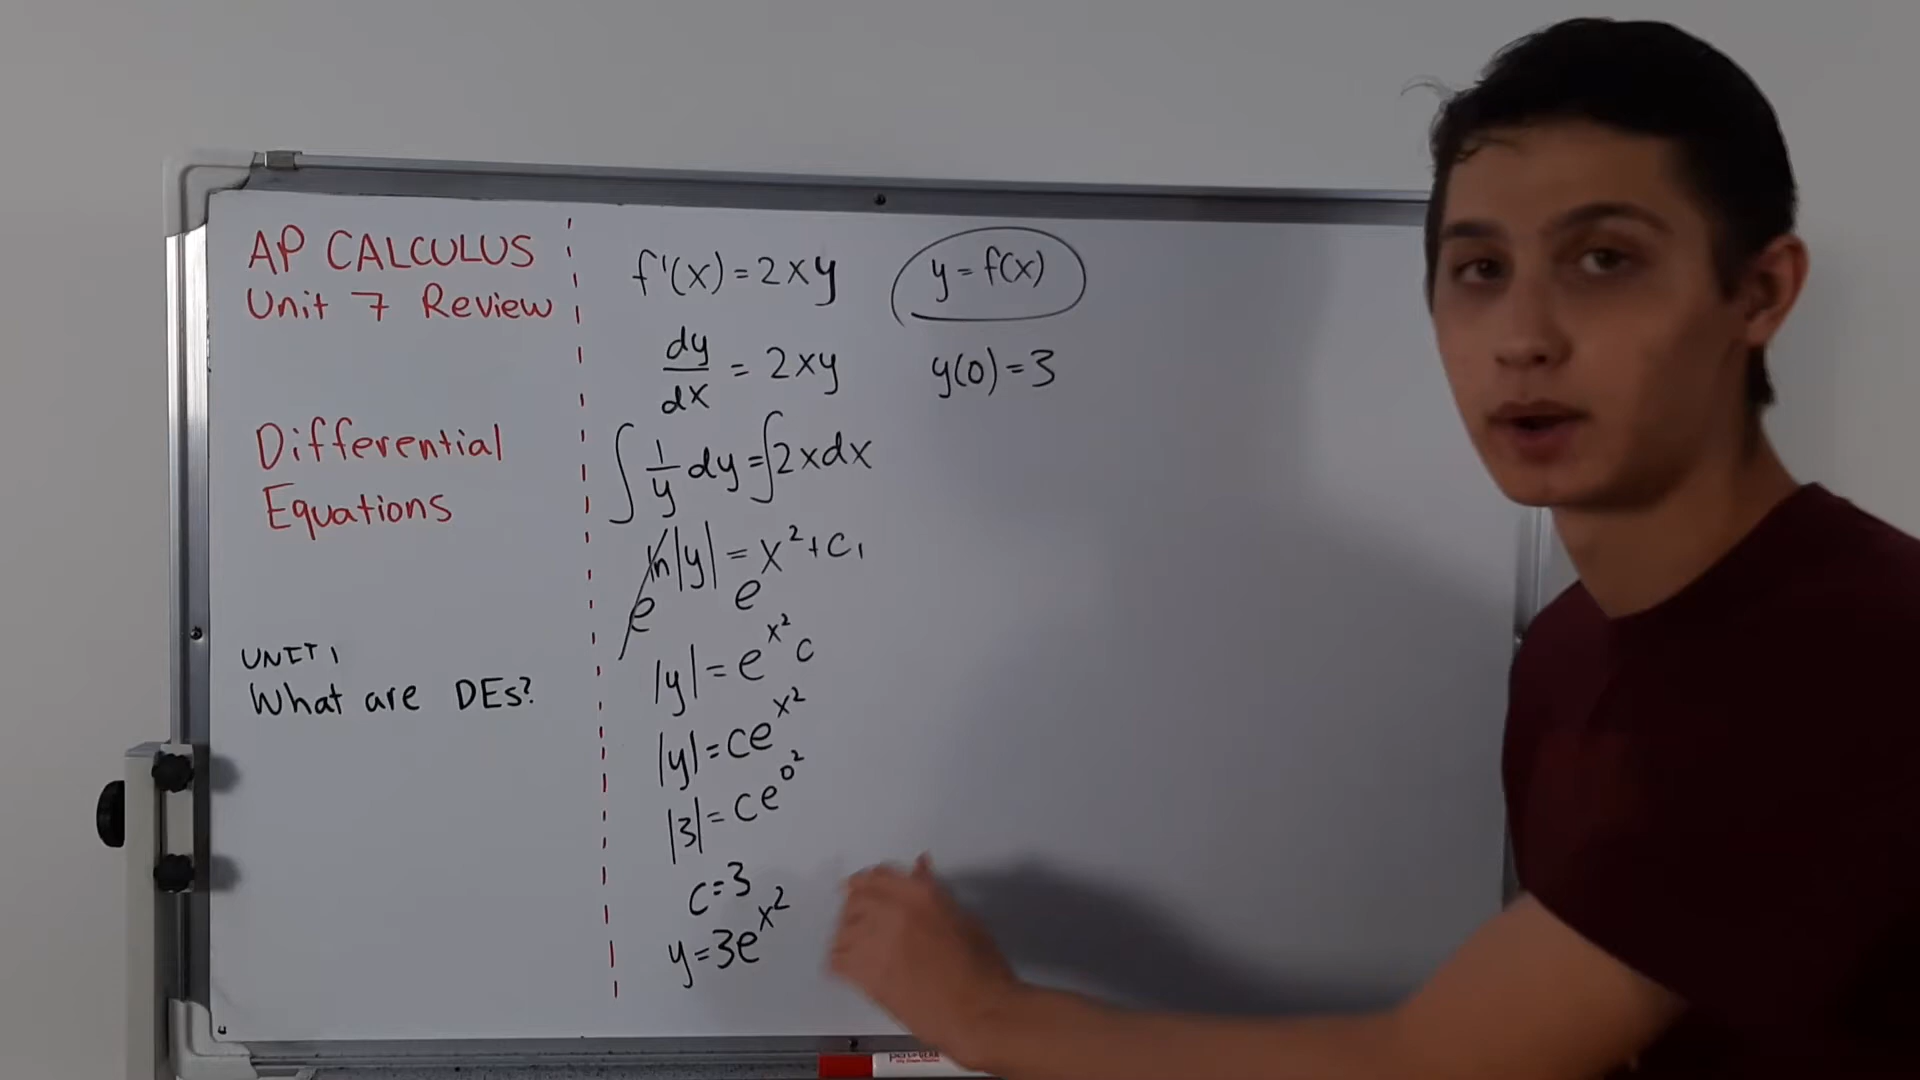 AP CALCULUS
Unit 7 Review
Differential
Equations
UNIT 1
What are DEs?
f'(x) = 2xy
y = f(x)
dy/dx = 2xy
y(0) = 3
∫ 1/y dy = ∫ 2x dx
ln|y| = x² + C₁
e e
|y| = e^x² c
|y| = ce^x²
|3| = ce^0²
c = 3
y = 3e^x²